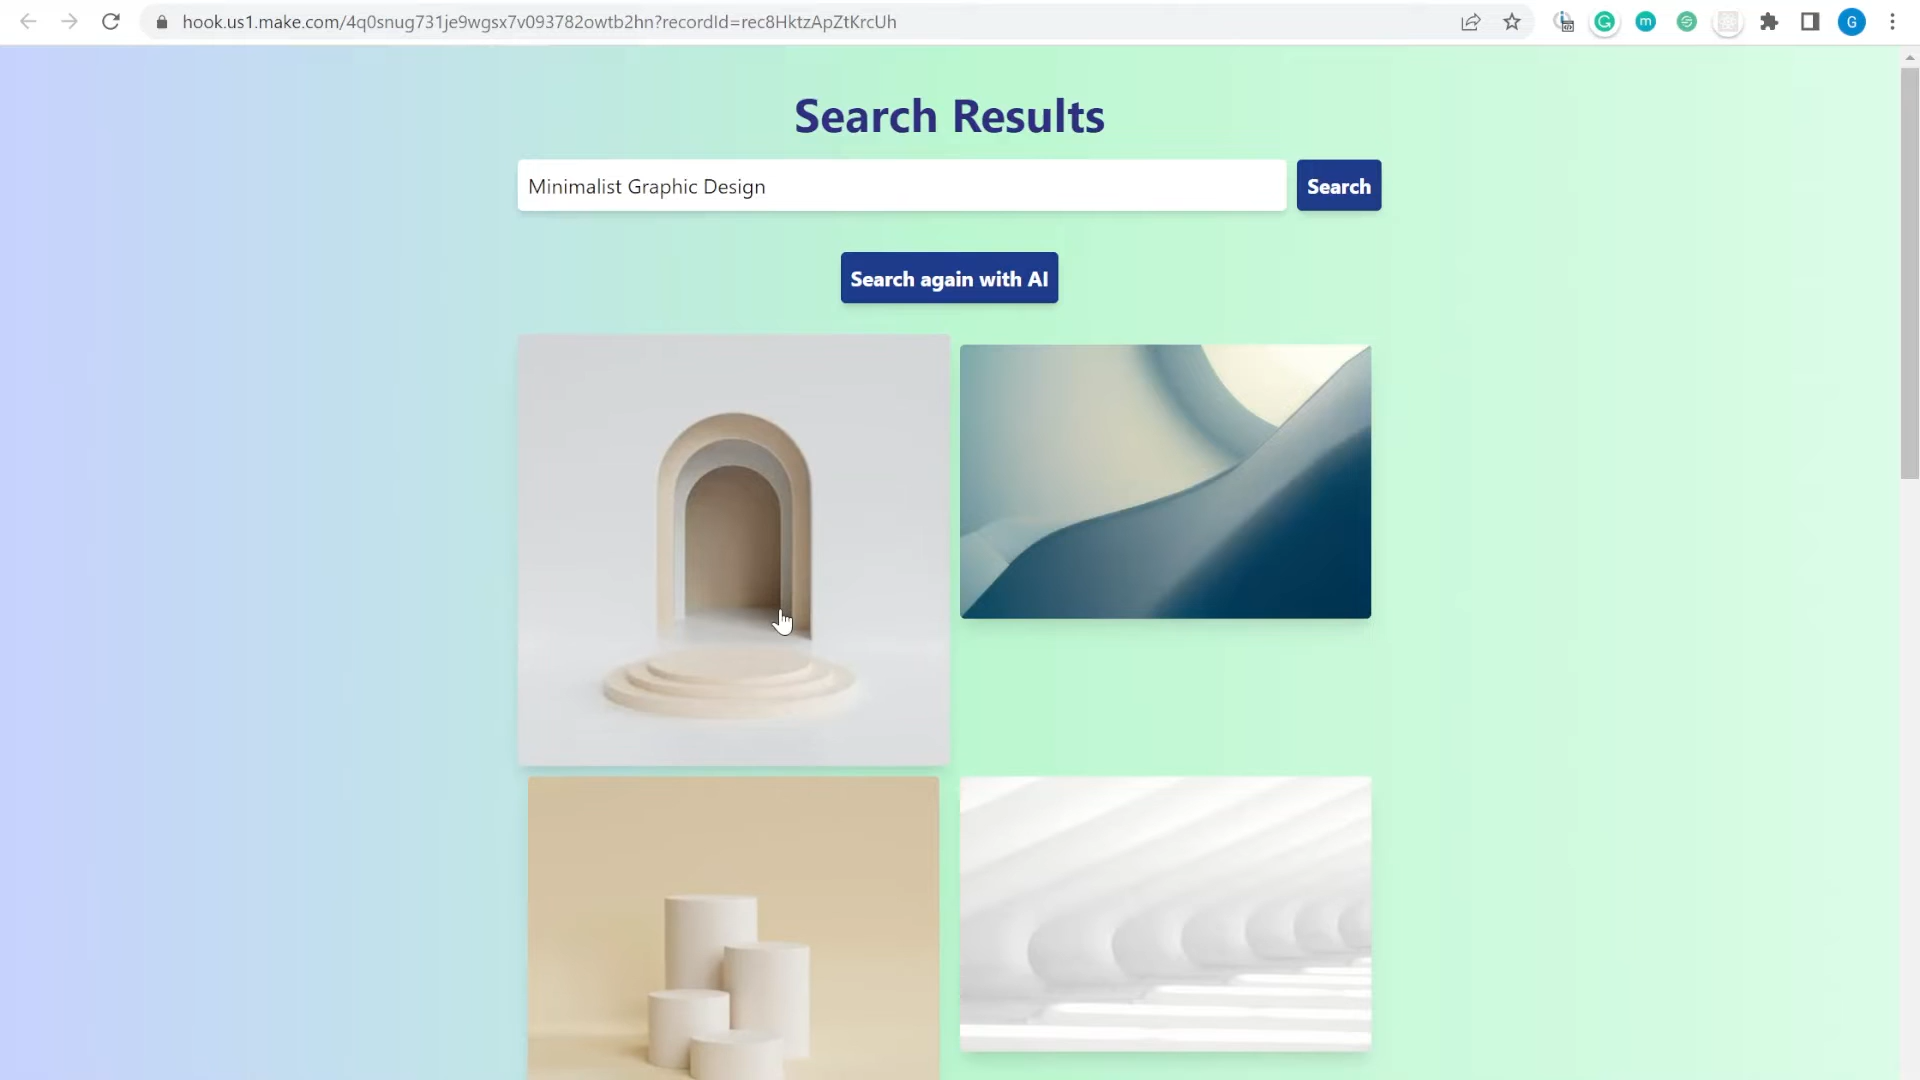 hook.us1.make.com/4q0snug731je9wgsx7v093782owtb2hn?recordId=rec8HktzApZtKrcUh
G
m
G
Search Results
Minimalist Graphic Design
Search
Search again with AI